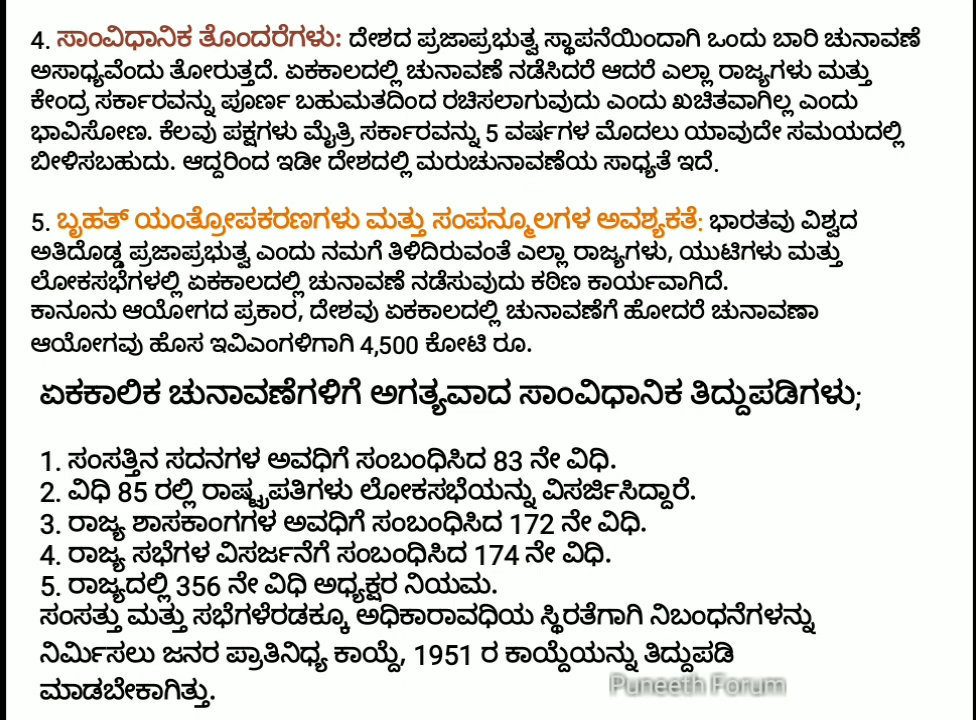 4. ಸಾಂವಿಧಾನಿಕ ತೊಂದರೆಗಳು: ದೇಶದ ಪ್ರಜಾಪ್ರಭುತ್ವ ಸ್ಥಾಪನೆಯಿಂದಾಗಿ ಒಂದು ಬಾರಿ ಚುನಾವಣೆ
ಅಸಾಧ್ಯವೆಂದು ತೋರುತ್ತದೆ. ಏಕಕಾಲದಲ್ಲಿ ಚುನಾವಣೆ ನಡೆಸಿದರೆ ಆದರೆ ಎಲ್ಲಾ ರಾಜ್ಯಗಳು ಮತ್ತು
ಕೇಂದ್ರ ಸರ್ಕಾರವನ್ನು ಪೂರ್ಣ ಬಹುಮತದಿಂದ ರಚಿಸಲಾಗುವುದು ಎಂದು ಖಚಿತವಾಗಿಲ್ಲ ಎಂದು
ಭಾವಿಸೋಣ. ಕೆಲವು ಪಕ್ಷಗಳು ಮೈತ್ರಿ ಸರ್ಕಾರವನ್ನು 5 ವರ್ಷಗಳ ಮೊದಲು ಯಾವುದೇ ಸಮಯದಲ್ಲಿ
ಬೀಳಿಸಬಹುದು. ಆದ್ದರಿಂದ ಇಡೀ ದೇಶದಲ್ಲಿ ಮರುಚುನಾವಣೆಯ ಸಾಧ್ಯತೆ ಇದೆ.
5. ಬೃಹತ್ ಯಂತ್ರೋಪಕರಣಗಳು ಮತ್ತು ಸಂಪನ್ಮೂಲಗಳ ಅವಶ್ಯಕತೆ: ಭಾರತವು ವಿಶ್ವದ
ಅತಿದೊಡ್ಡ ಪ್ರಜಾಪ್ರಭುತ್ವ ಎಂದು ನಮಗೆ ತಿಳಿದಿರುವಂತೆ ಎಲ್ಲಾ ರಾಜ್ಯಗಳು, ಯುಟಿಗಳು ಮತ್ತು
ಲೋಕಸಭೆಗಳಲ್ಲಿ ಏಕಕಾಲದಲ್ಲಿ ಚುನಾವಣೆ ನಡೆಸುವುದು ಕಠಿಣ ಕಾರ್ಯವಾಗಿದೆ.
ಕಾನೂನು ಆಯೋಗದ ಪ್ರಕಾರ, ದೇಶವು ಏಕಕಾಲದಲ್ಲಿ ಚುನಾವಣೆಗೆ ಹೋದರೆ ಚುನಾವಣಾ
ಆಯೋಗವು ಹೊಸ ಇವಿಎಂಗಳಿಗಾಗಿ 4,500 ಕೋಟಿ ರೂ.
ಏಕಕಾಲಿಕ ಚುನಾವಣೆಗಳಿಗೆ ಅಗತ್ಯವಾದ ಸಾಂವಿಧಾನಿಕ ತಿದ್ದುಪಡಿಗಳು;
1. ಸಂಸತ್ತಿನ ಸದನಗಳ ಅವಧಿಗೆ ಸಂಬಂಧಿಸಿದ 83 ನೇ ವಿಧಿ.
2. ವಿಧಿ 85 ರಲ್ಲಿ ರಾಷ್ಟ್ರಪತಿಗಳು ಲೋಕಸಭೆಯನ್ನು ವಿಸರ್ಜಿಸಿದ್ದಾರೆ.
3. ರಾಜ್ಯ ಶಾಸಕಾಂಗಗಳ ಅವಧಿಗೆ ಸಂಬಂಧಿಸಿದ 172 ನೇ ವಿಧಿ.
4. ರಾಜ್ಯ ಸಭೆಗಳ ವಿಸರ್ಜನೆಗೆ ಸಂಬಂಧಿಸಿದ 174 ನೇ ವಿಧಿ.
5. ರಾಜ್ಯದಲ್ಲಿ 356 ನೇ ವಿಧಿ ಅಧ್ಯಕ್ಷರ ನಿಯಮ.
ಸಂಸತ್ತು ಮತ್ತು ಸಭೆಗಳೆರಡಕ್ಕೂ ಅಧಿಕಾರಾವಧಿಯ ಸ್ಥಿರತೆಗಾಗಿ ನಿಬಂಧನೆಗಳನ್ನು
ನಿರ್ಮಿಸಲು ಜನರ ಪ್ರಾತಿನಿಧ್ಯ ಕಾಯ್ದೆ, 1951 ರ ಕಾಯ್ದೆಯನ್ನು ತಿದ್ದುಪಡಿ
ಮಾಡಬೇಕಾಗಿತ್ತು.
Puneeth Forum